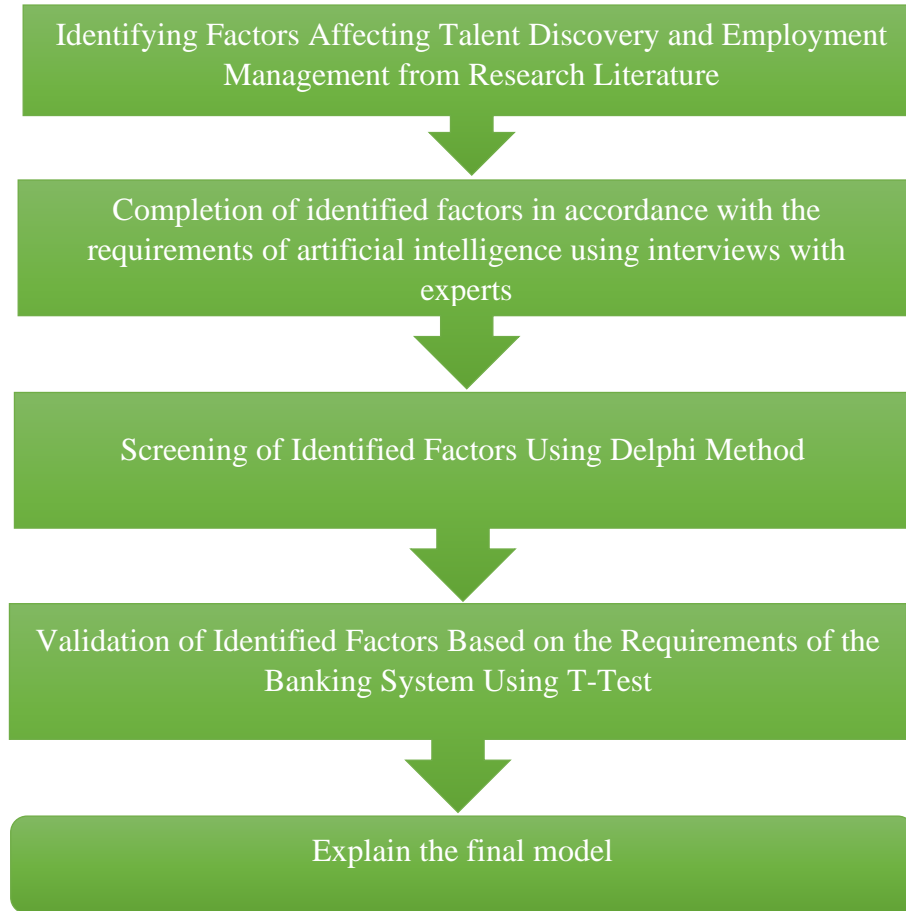 Identifying Factors Affecting Talent Discovery and Employment
Management from Research Literature
Completion of identified factors in accordance with the
requirements of artificial intelligence using interviews with
experts
Screening of Identified Factors Using Delphi Method
Validation of Identified Factors Based on the Requirements of the
Banking System Using T-Test
Explain the final model